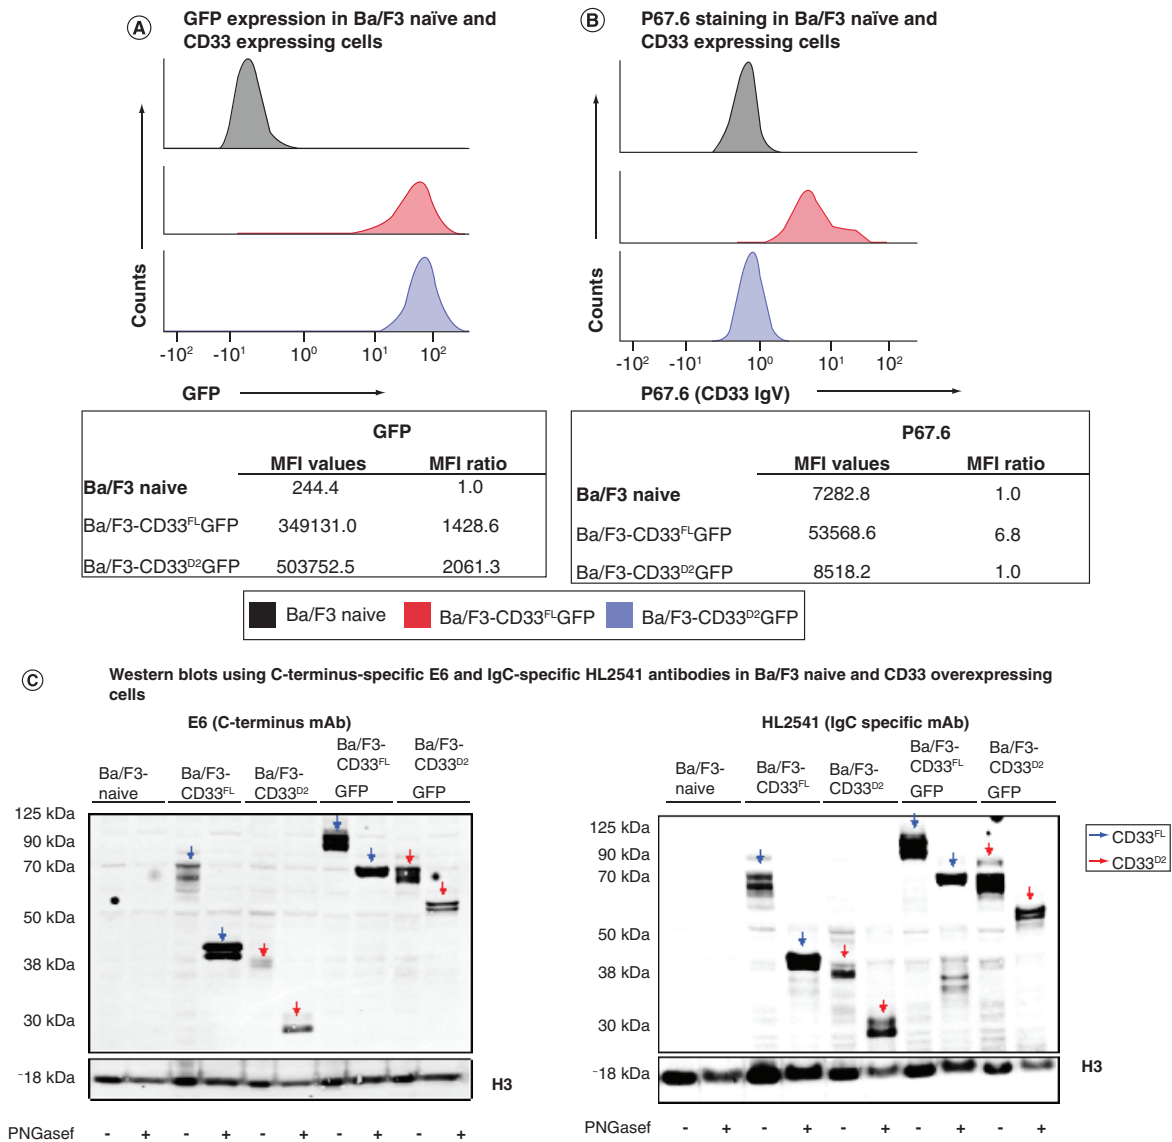 A
GFP expression in Ba/F3 naïve and
CD33 expressing cells
Counts
-10² -10¹ 10⁰ 10¹ 10²
GFP
B
P67.6 staining in Ba/F3 naïve and
CD33 expressing cells
Counts
-10² -10¹ 10⁰ 10¹ 10²
P67.6 (CD33 IgV)
GFP
MFI values MFI ratio
Ba/F3 naive 244.4 1.0
Ba/F3-CD33ᶠᴸGFP 349131.0 1428.6
Ba/F3-CD33ᴰ²GFP 503752.5 2061.3
P67.6
MFI values MFI ratio
Ba/F3 naive 7282.8 1.0
Ba/F3-CD33ᶠᴸGFP 53568.6 6.8
Ba/F3-CD33ᴰ²GFP 8518.2 1.0
Ba/F3 naive Ba/F3-CD33ᶠᴸGFP Ba/F3-CD33ᴰ²GFP
C
Western blots using C-terminus-specific E6 and IgC-specific HL2541 antibodies in Ba/F3 naive and CD33 overexpressing
cells
E6 (C-terminus mAb)
Ba/F3-
naive
Ba/F3-
CD33ᶠᴸ
Ba/F3-
CD33ᴰ²
Ba/F3-
CD33ᶠᴸ
GFP
Ba/F3-
CD33ᴰ²
GFP
125 kDa
90 kDa
70 kDa
50 kDa
38 kDa
30 kDa
-18 kDa
H3
PNGasef - + - + - + - + - +
HL2541 (IgC specific mAb)
Ba/F3-
naive
Ba/F3-
CD33ᶠᴸ
Ba/F3-
CD33ᴰ²
Ba/F3-
CD33ᶠᴸ
GFP
Ba/F3-
CD33ᴰ²
GFP
125 kDa
90 kDa
70 kDa
50 kDa
38 kDa
30 kDa
-18 kDa
H3
PNGasef - + - + - + - + - +
CD33ᶠᴸ
CD33ᴰ²